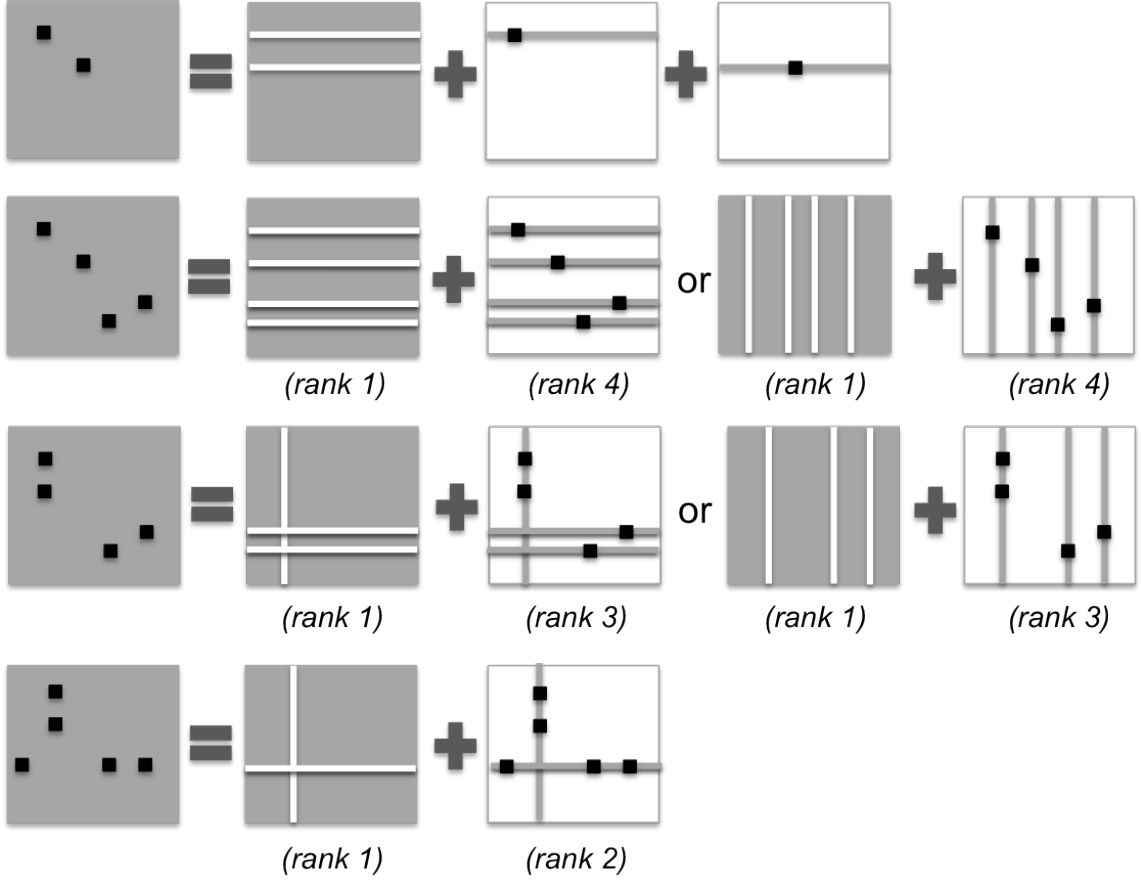 or
(rank 1) (rank 4) (rank 1) (rank 4)
or
(rank 1) (rank 3) (rank 1) (rank 3)
(rank 1) (rank 2)